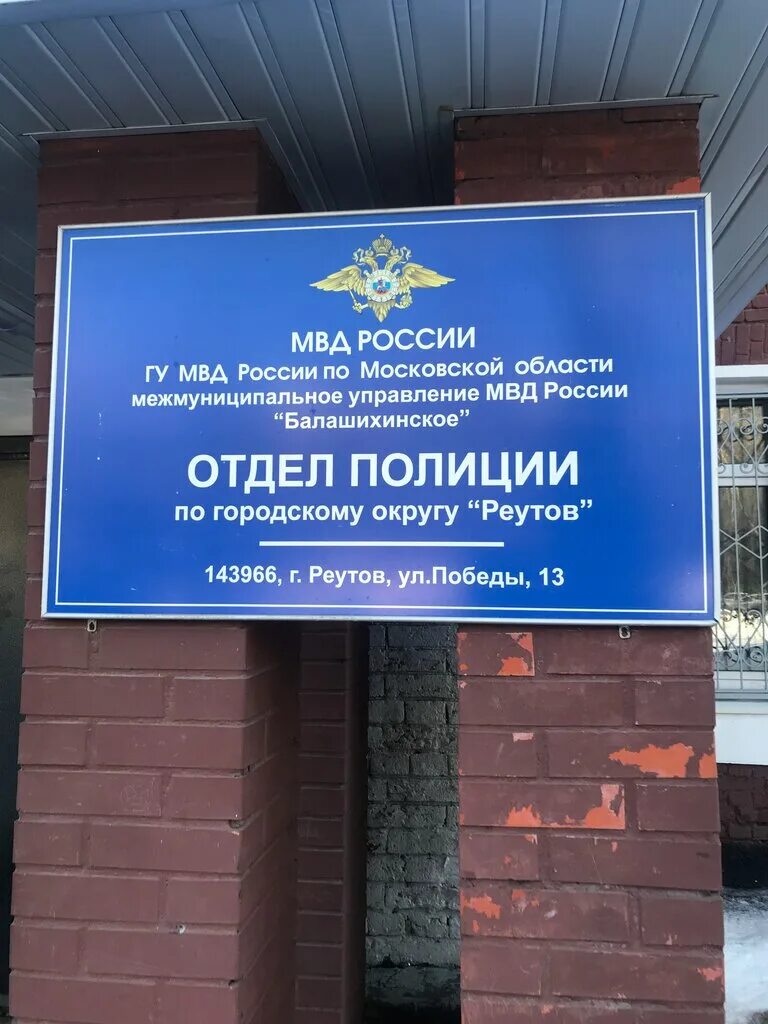 МВД РОССИИ
ГУ МВД России по Московской области
межмуниципальное управление МВД России
“Балашихинское”
ОТДЕЛ ПОЛИЦИИ
по городскому округу “Реутов”
143966, г. Реутов, ул.Победы, 13